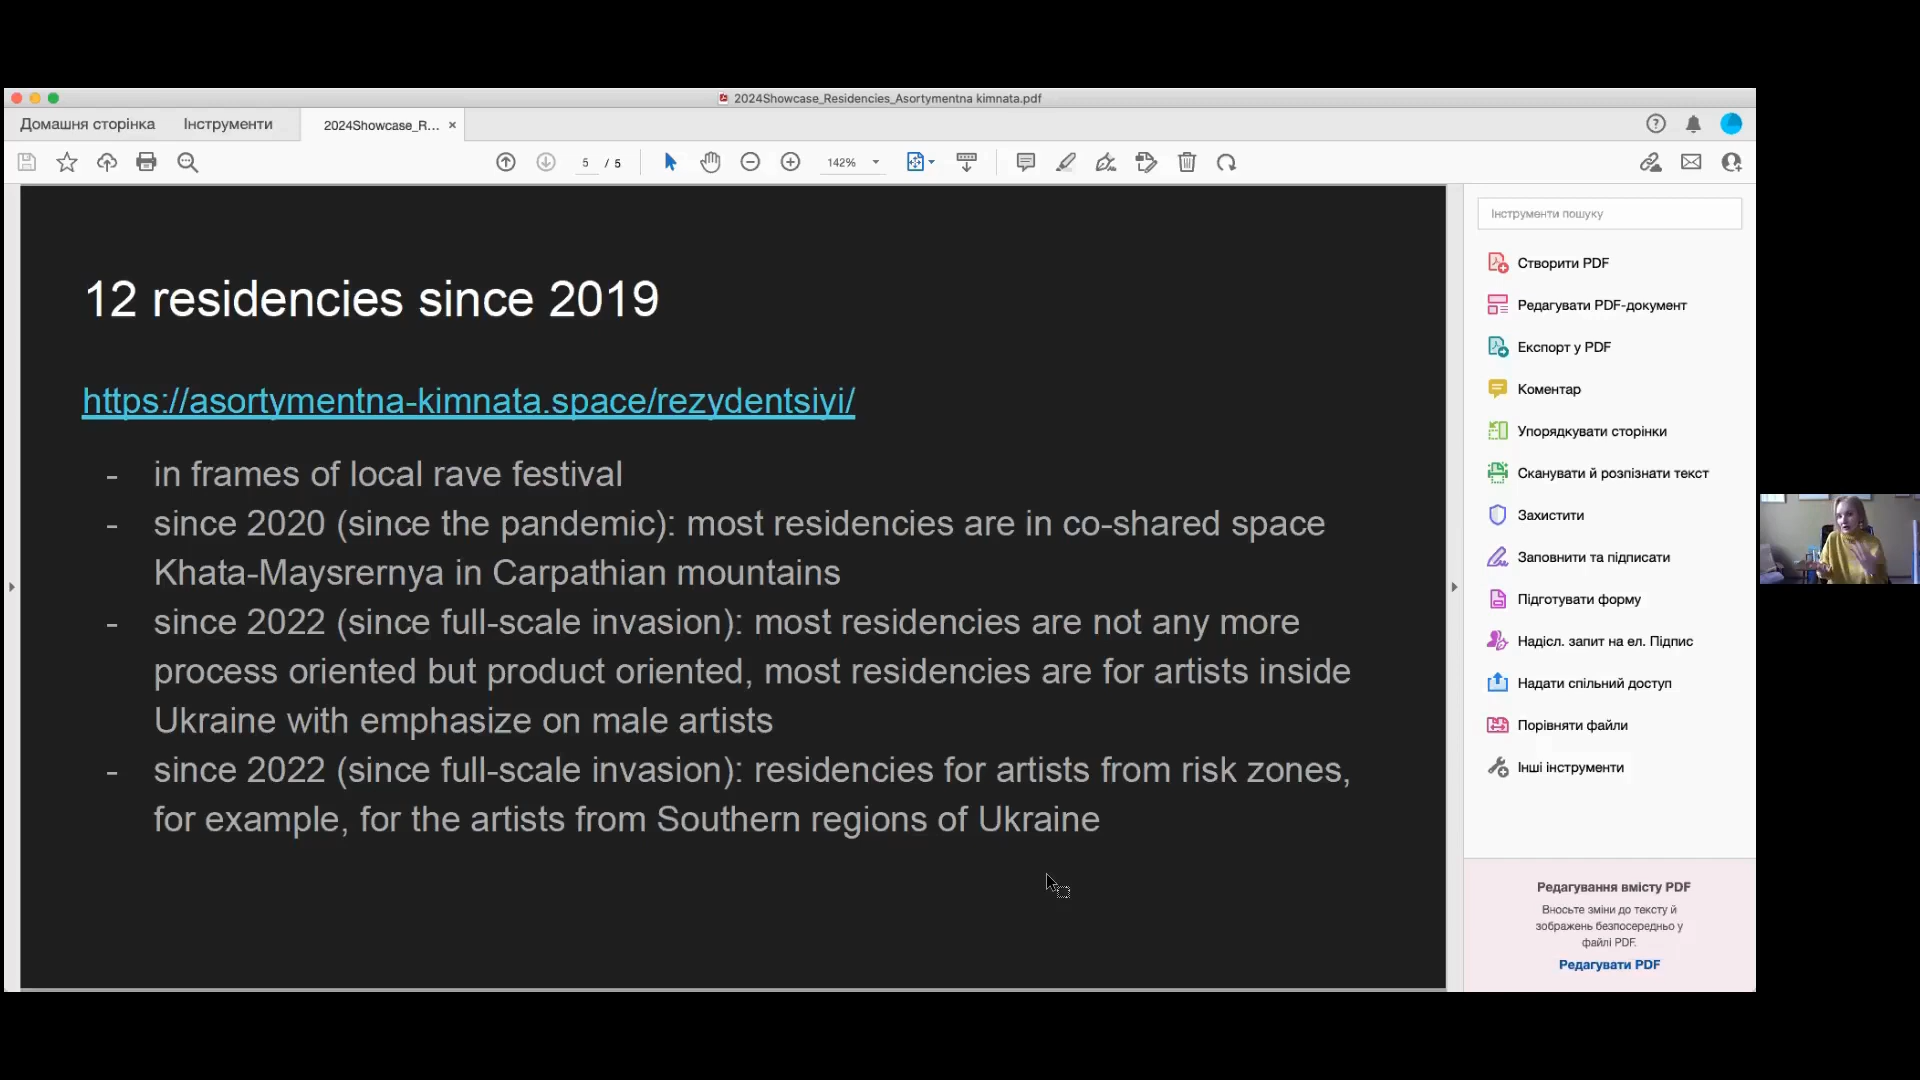 2024Showcase_Residencies_Asortymentna kimnata.pdf
Домашня сторінка
Інструменти
2024Showcase_R...
5 / 5
142%
Інструменти пошуку
12 residencies since 2019
https://asortymentna-kimnata.space/rezydentsiyi/
- in frames of local rave festival
- since 2020 (since the pandemic): most residencies are in co-shared space
Khata-Maysrernya in Carpathian mountains
- since 2022 (since full-scale invasion): most residencies are not any more
process oriented but product oriented, most residencies are for artists inside
Ukraine with emphasize on male artists
- since 2022 (since full-scale invasion): residencies for artists from risk zones,
for example, for the artists from Southern regions of Ukraine
Створити PDF
Редагувати PDF-документ
Експорт у PDF
Коментар
Упорядкувати сторінки
Сканувати й розпізнати текст
Захистити
Заповнити та підписати
Підготувати форму
Надісл. запит на ел. Підпис
Надати спільний доступ
Порівняти файли
Інші інструменти
Редагування вмісту PDF
Вносьте зміни до тексту й
зображень безпосередньо у
файлі PDF.
Редагувати PDF